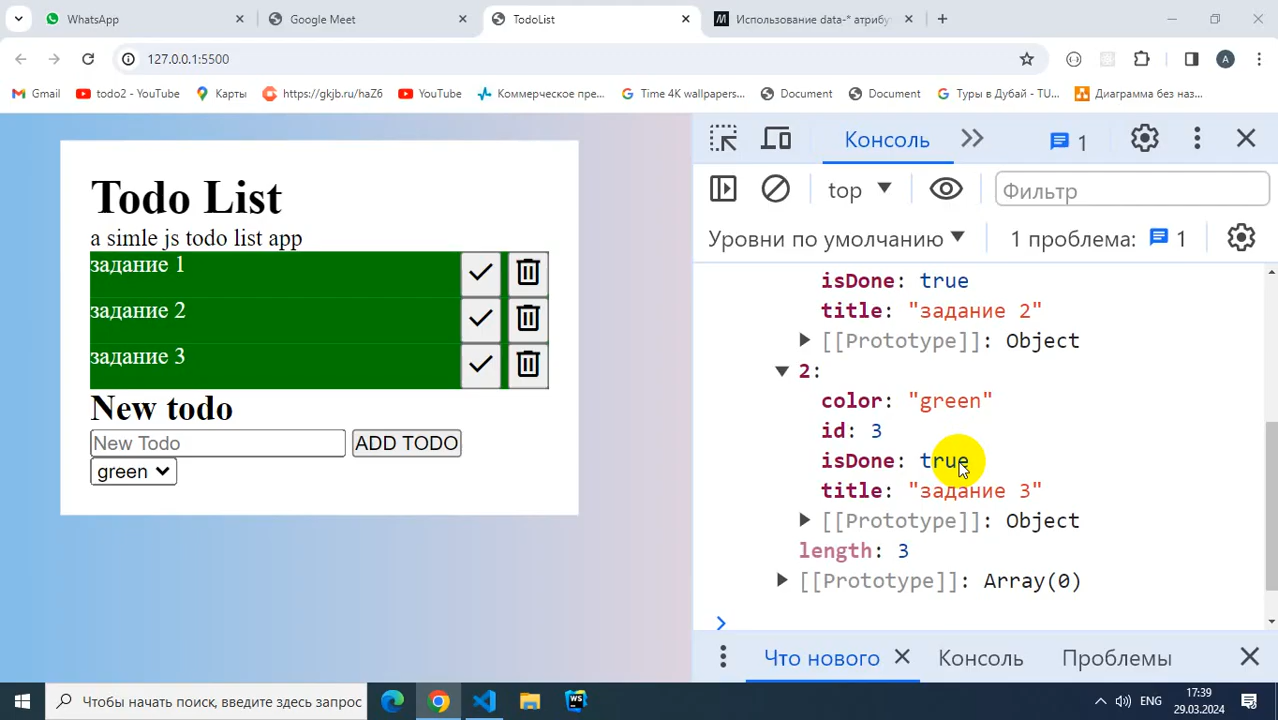 WhatsApp
Google Meet
TodoList
Использование data-* атрибу
127.0.0.1:5500
A
Gmail
todo2 - YouTube
Карты
https://gkjb.ru/haZ6
YouTube
Коммерческое пре...
Time 4K wallpapers...
Document
Document
Туры в Дубай - TU...
Диаграмма без наз...
Todo List
a simle js todo list app
задание 1
задание 2
задание 3
New todo
New Todo
ADD TODO
green
Консоль
1
top
Фильтр
Уровни по умолчанию
1 проблема: 1
isDone: true
title: "задание 2"
[[Prototype]]: Object
2:
color: "green"
id: 3
isDone: true
title: "задание 3"
[[Prototype]]: Object
length: 3
[[Prototype]]: Array(0)
Что нового
Консоль
Проблемы
Чтобы начать поиск, введите здесь запрос
WS
ENG
17:39
29.03.2024